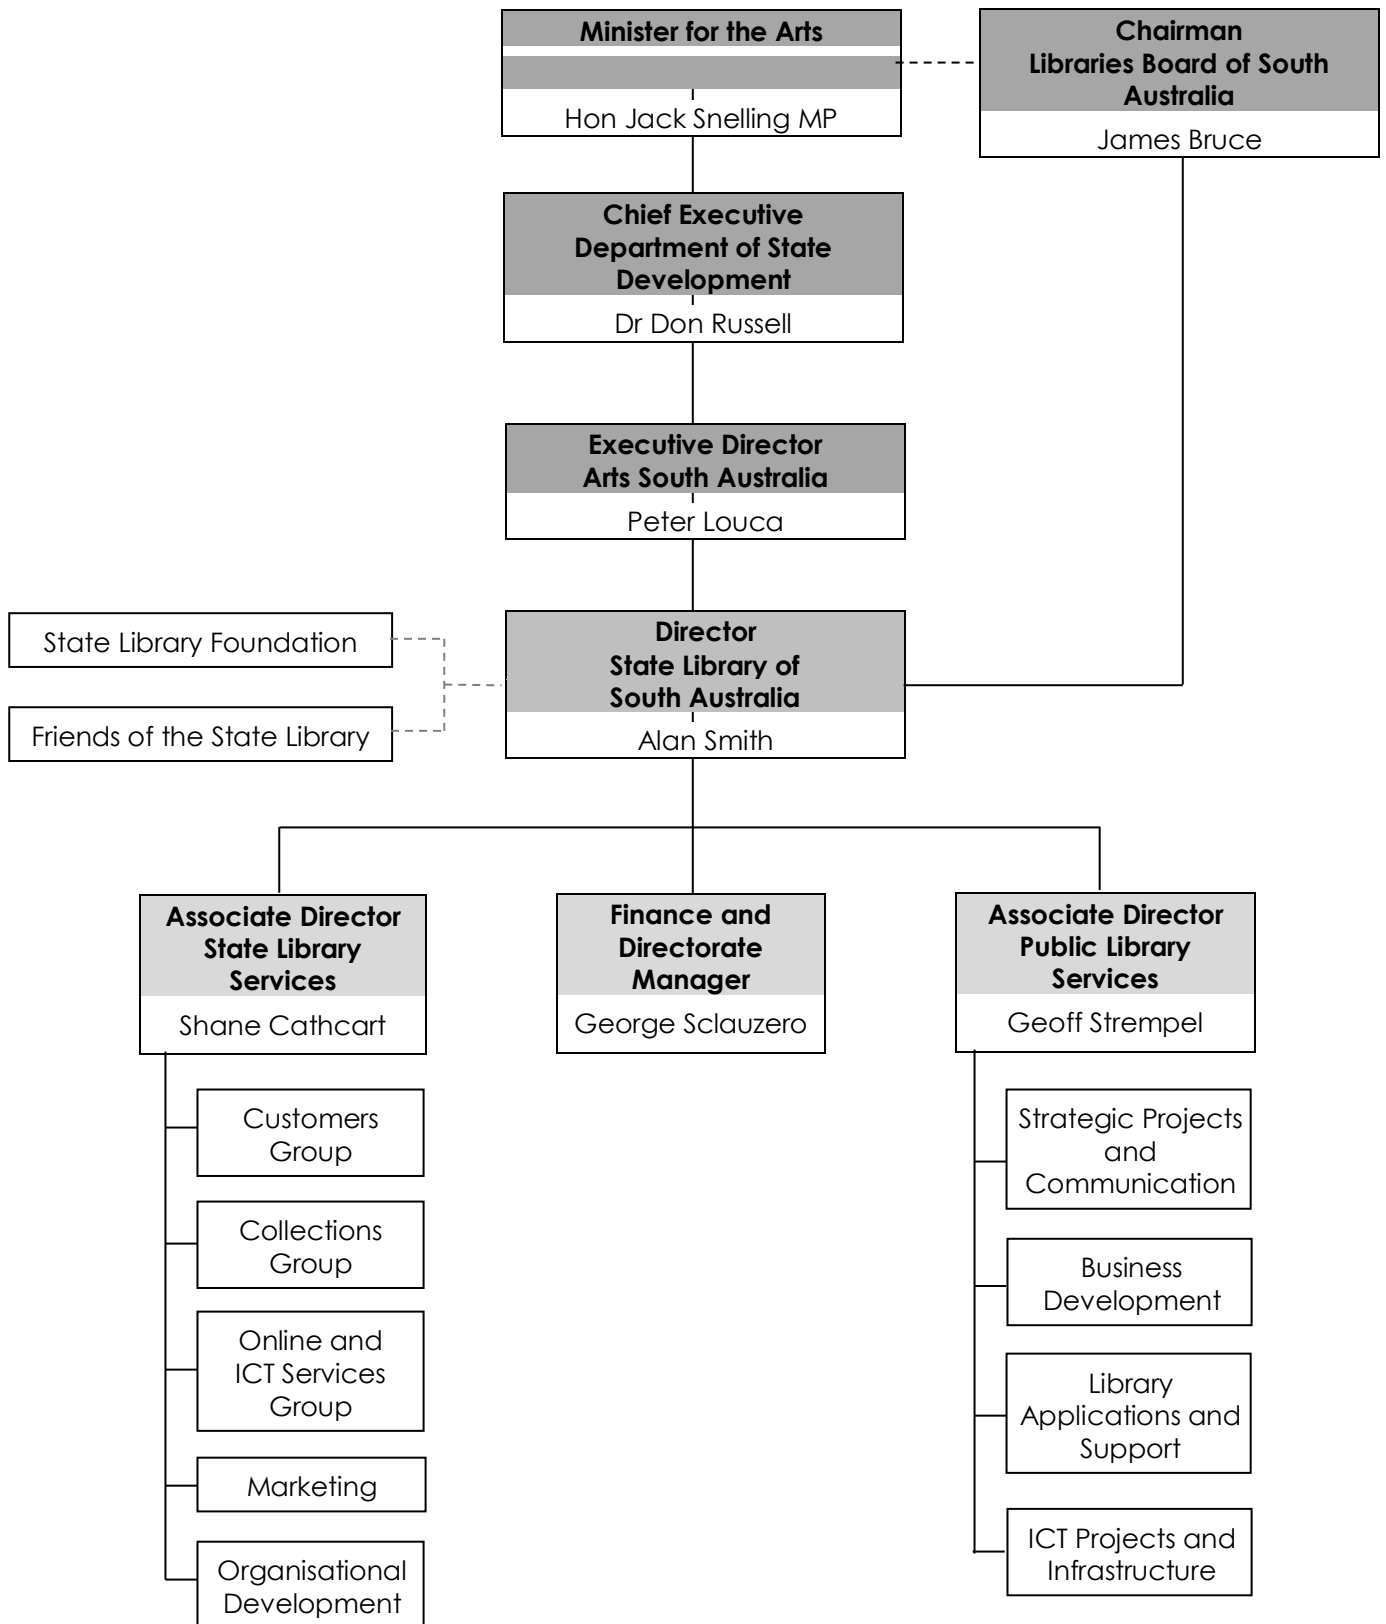 Minister for the Arts
Hon Jack Snelling MP
Chairman
Libraries Board of South
Australia
James Bruce
Chief Executive
Department of State
Development
Dr Don Russell
Executive Director
Arts South Australia
Peter Louca
State Library Foundation
Friends of the State Library
Director
State Library of
South Australia
Alan Smith
Associate Director
State Library
Services
Shane Cathcart
Customers
Group
Collections
Group
Online and
ICT Services
Group
Marketing
Organisational
Development
Finance and
Directorate
Manager
George Sclauzero
Associate Director
Public Library
Services
Geoff Strempel
Strategic Projects
and
Communication
Business
Development
Library
Applications and
Support
ICT Projects and
Infrastructure